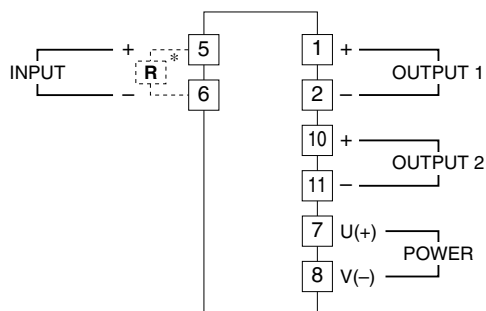 + 5 1 +
INPUT R * OUTPUT 1
– 6 2 –
10 +
OUTPUT 2
11 –
7 U(+)
POWER
8 V(–)